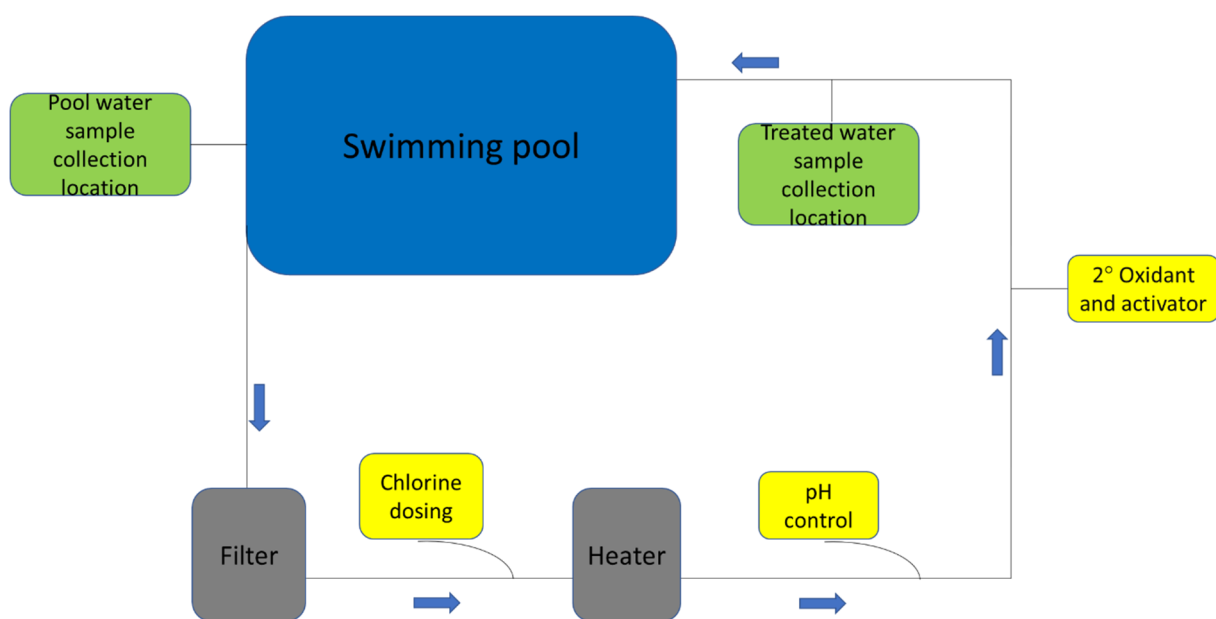 Swimming pool
Pool water
sample
collection
location
Treated water
sample
collection
location
2° Oxidant
and activator
Chlorine
dosing
pH
control
Filter
Heater